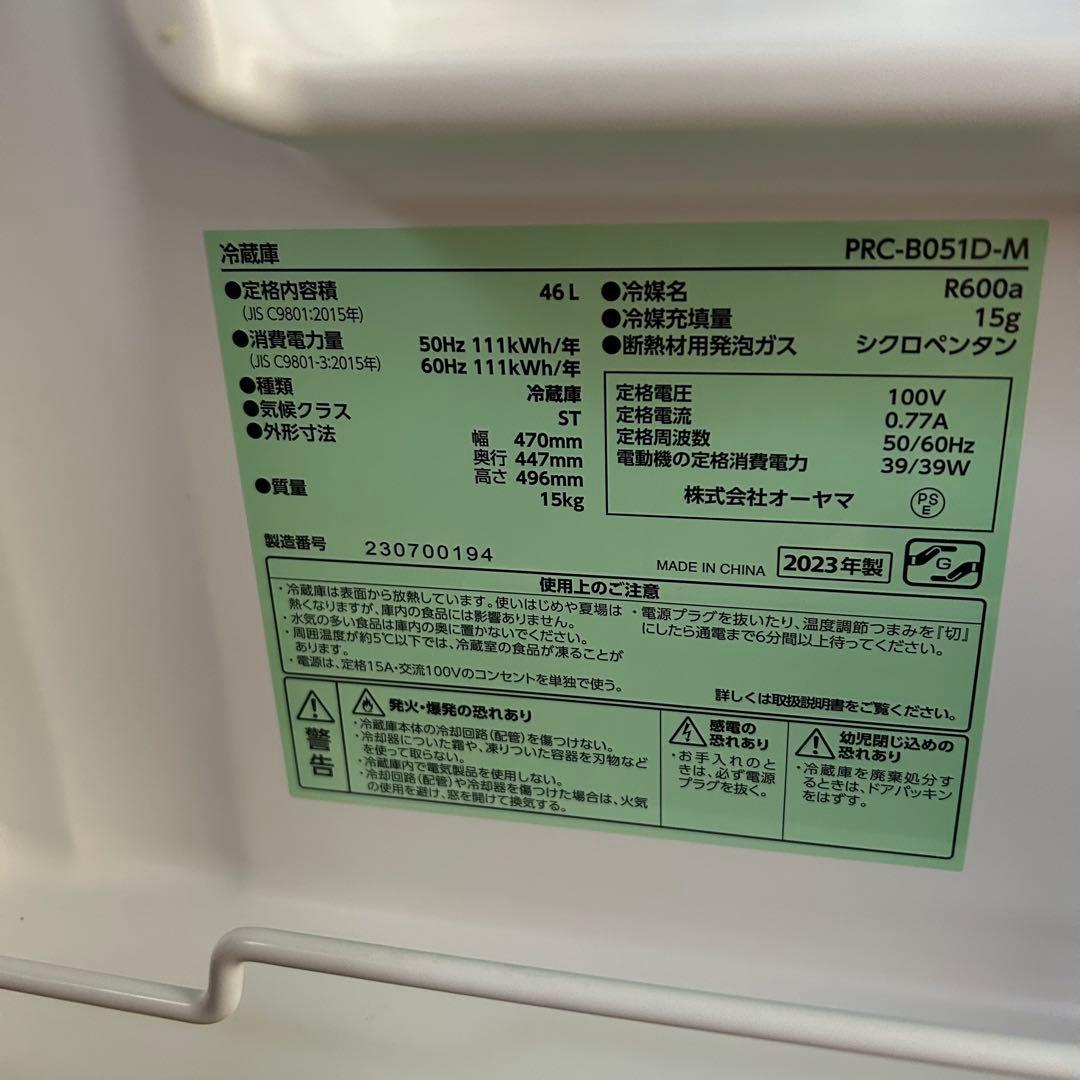 冷蔵庫 PRC-B051D-M
●定格内容積 46 L
(JIS C9801:2015年)
●消費電力量 50Hz 111kWh/年
(JIS C9801-3:2015年) 60Hz 111kWh/年
●種類 冷蔵庫
●気候クラス ST
●外形寸法 幅 470mm
奥行 447mm
高さ 496mm
●質量 15kg
●冷媒名 R600a
●冷媒充填量 15g
●断熱材用発泡ガス シクロペンタン
定格電圧 100V
定格電流 0.77A
定格周波数 50/60Hz
電動機の定格消費電力 39/39W
株式会社オーヤマ PSE
製造番号 230700194
MADE IN CHINA 2023年製 G
使用上のご注意
・冷蔵庫は表面から放熱しています。使いはじめや夏場は
熱くなりますが、庫内の食品には影響ありません。
・水気の多い食品は庫内の奥に置かないでください。
・周囲温度が約5℃以下では、冷蔵室の食品が凍ることが
あります。
・電源は、定格15A・交流100Vのコンセントを単独で使う。
・電源プラグを抜いたり、温度調節つまみを『切』
にしたら通電まで6分間以上待ってください。
詳しくは取扱説明書をご覧ください。
警告
発火・爆発の恐れあり
・冷蔵庫本体の冷却回路(配管)を傷つけない。
・冷却器についた霜や、凍りついた容器を刃物など
を使って取らない。
・冷蔵庫内で電気製品を使用しない。
・冷却回路(配管)や冷却器を傷つけた場合は、火気
の使用を避け、窓を開けて換気する。
感電の
恐れあり
・お手入れのと
きは、必ず電源
プラグを抜く。
幼児閉じ込めの
恐れあり
・冷蔵庫を廃棄処分す
るときは、ドアパッキン
をはずす。